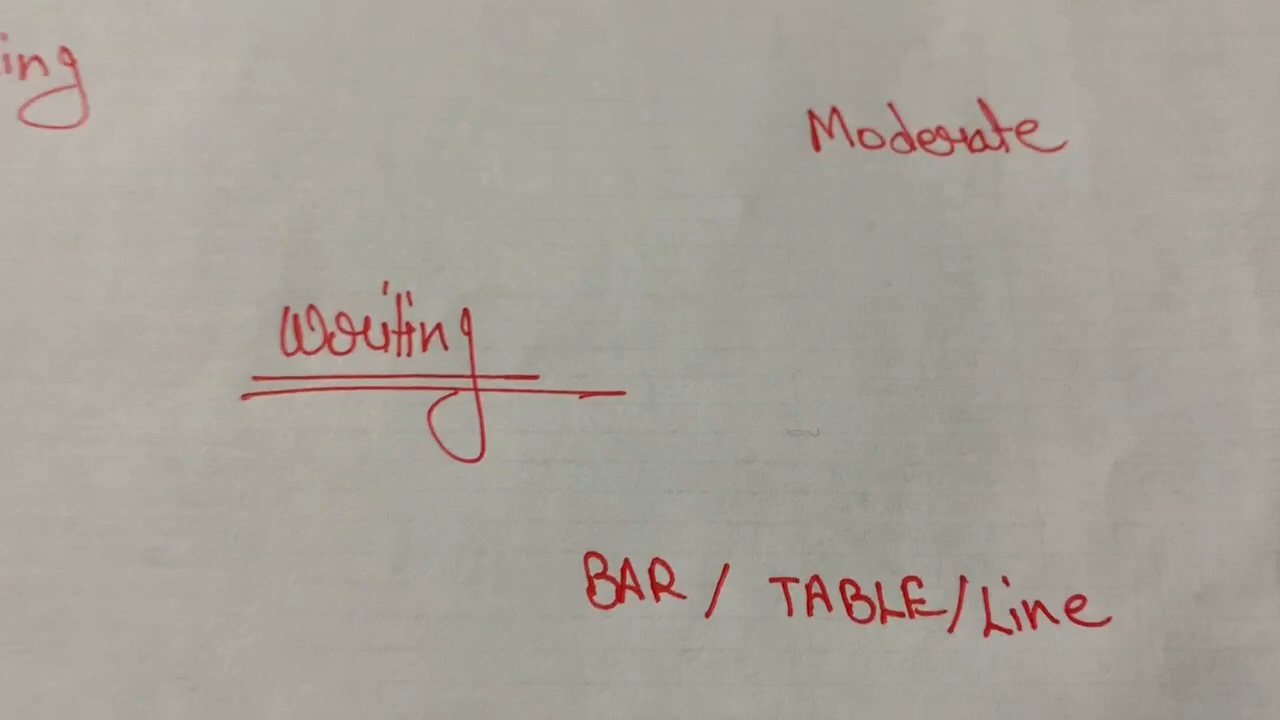 ing
Moderate
Writing
BAR / TABLE / Line